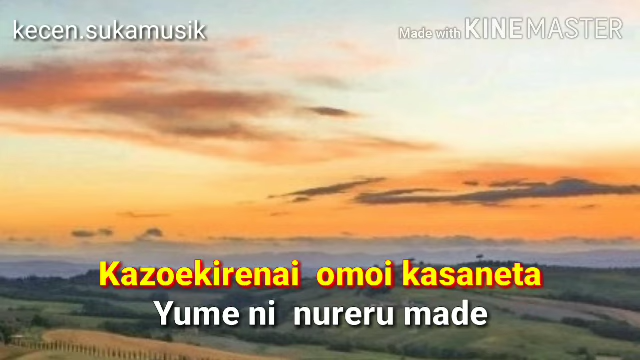 kecen.sukamusik
Made with KINEMASTER
Kazoekirenai omoi kasaneta
Yume ni nureru made